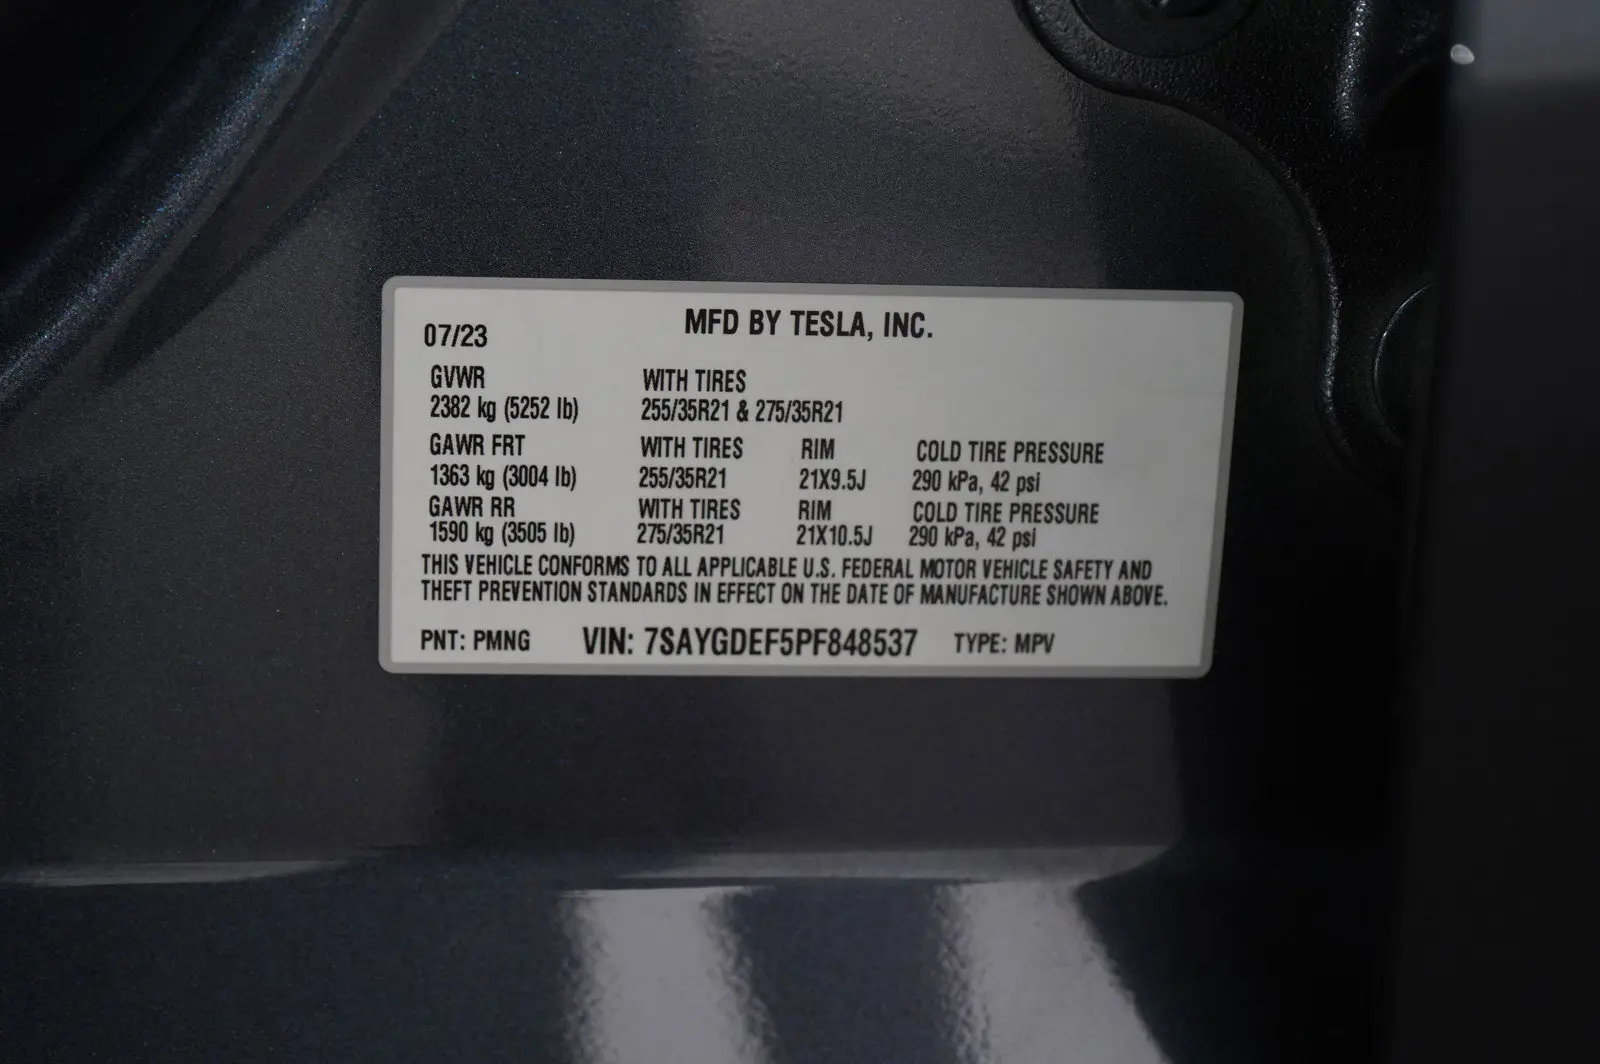 MFD BY TESLA, INC.
07/23
GVWR WITH TIRES
2382 kg (5252 lb) 255/35R21 & 275/35R21
GAWR FRT WITH TIRES RIM COLD TIRE PRESSURE
1363 kg (3004 lb) 255/35R21 21X9.5J 290 kPa, 42 psi
GAWR RR WITH TIRES RIM COLD TIRE PRESSURE
1590 kg (3505 lb) 275/35R21 21X10.5J 290 kPa, 42 psi
THIS VEHICLE CONFORMS TO ALL APPLICABLE U.S. FEDERAL MOTOR VEHICLE SAFETY AND
THEFT PREVENTION STANDARDS IN EFFECT ON THE DATE OF MANUFACTURE SHOWN ABOVE.
PNT: PMNG VIN: 7SAYGDEF5PF848537 TYPE: MPV